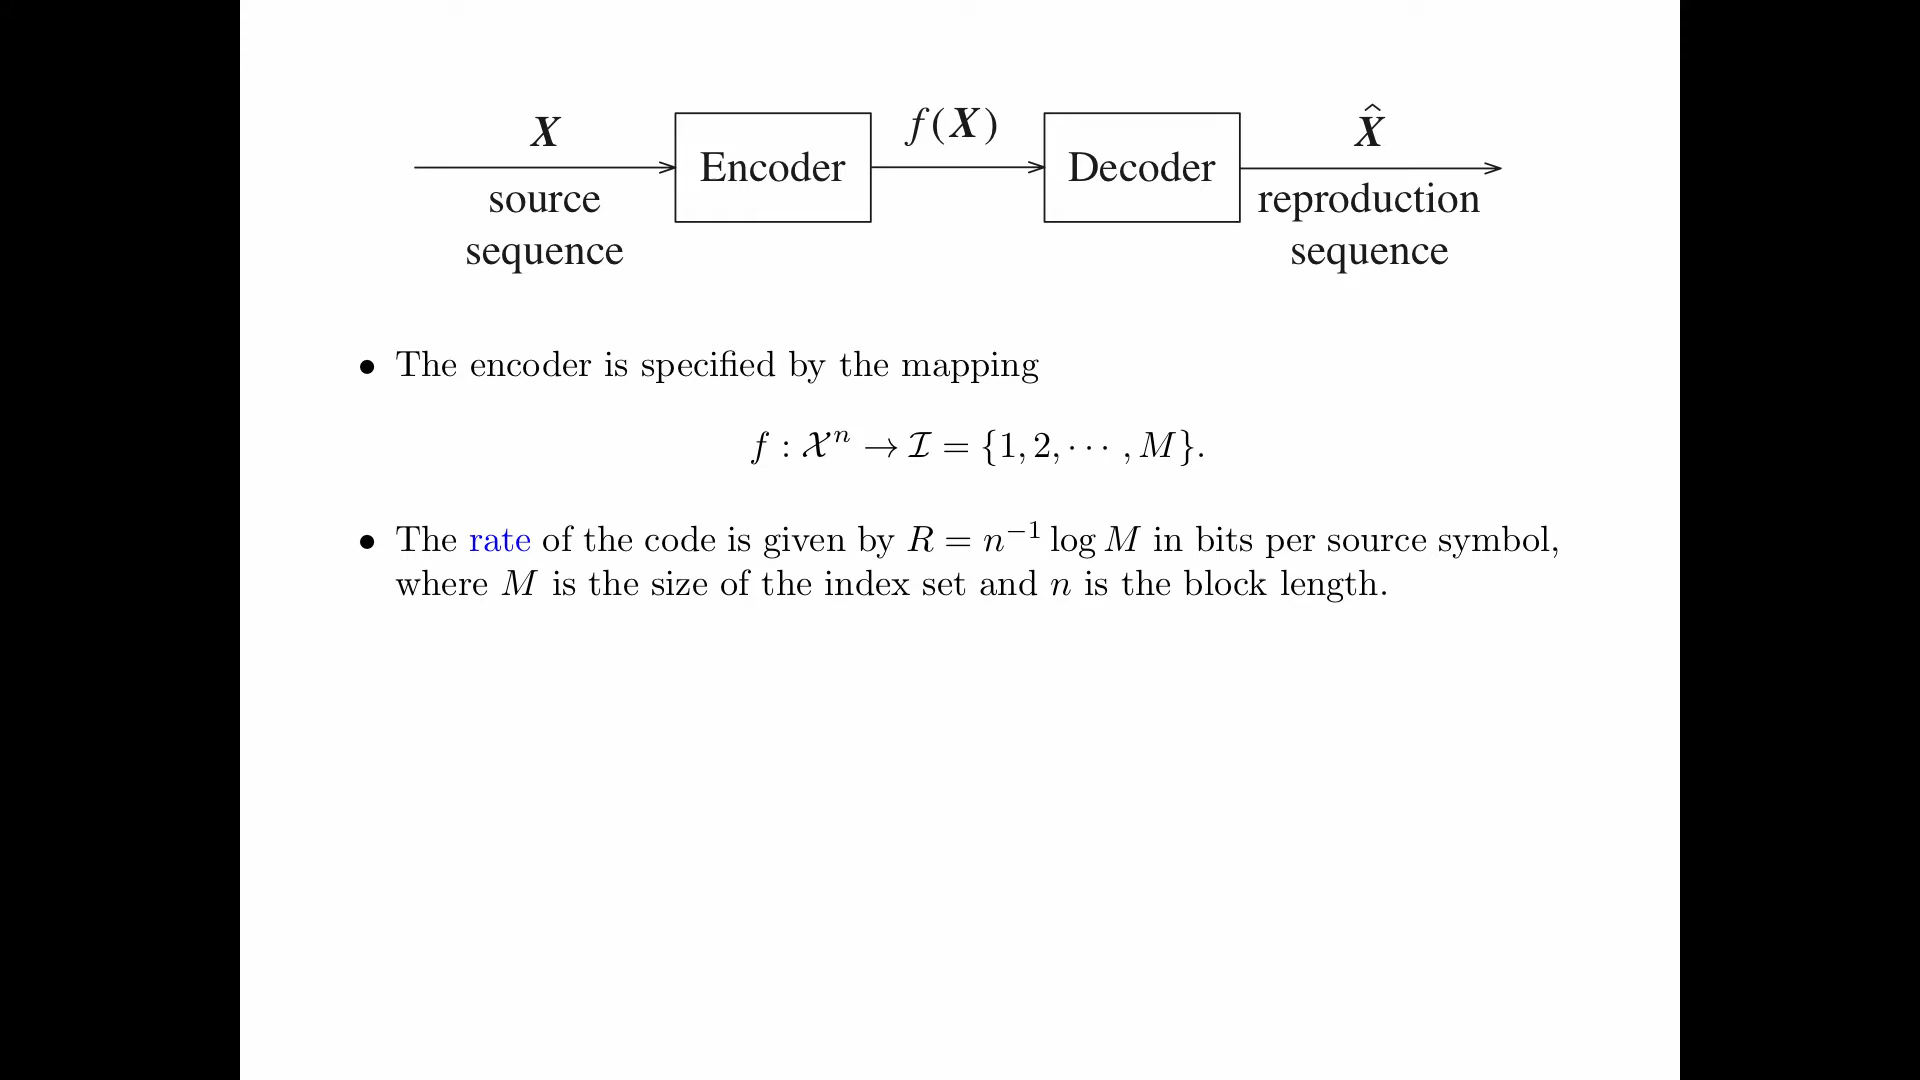 X
source
sequence
Encoder
f(X)
Decoder
X̂
reproduction
sequence
• The encoder is specified by the mapping
f : 𝒳ⁿ → ℐ = {1, 2, ⋯ , M}.
• The rate of the code is given by R = n⁻¹ log M in bits per source symbol,
where M is the size of the index set and n is the block length.